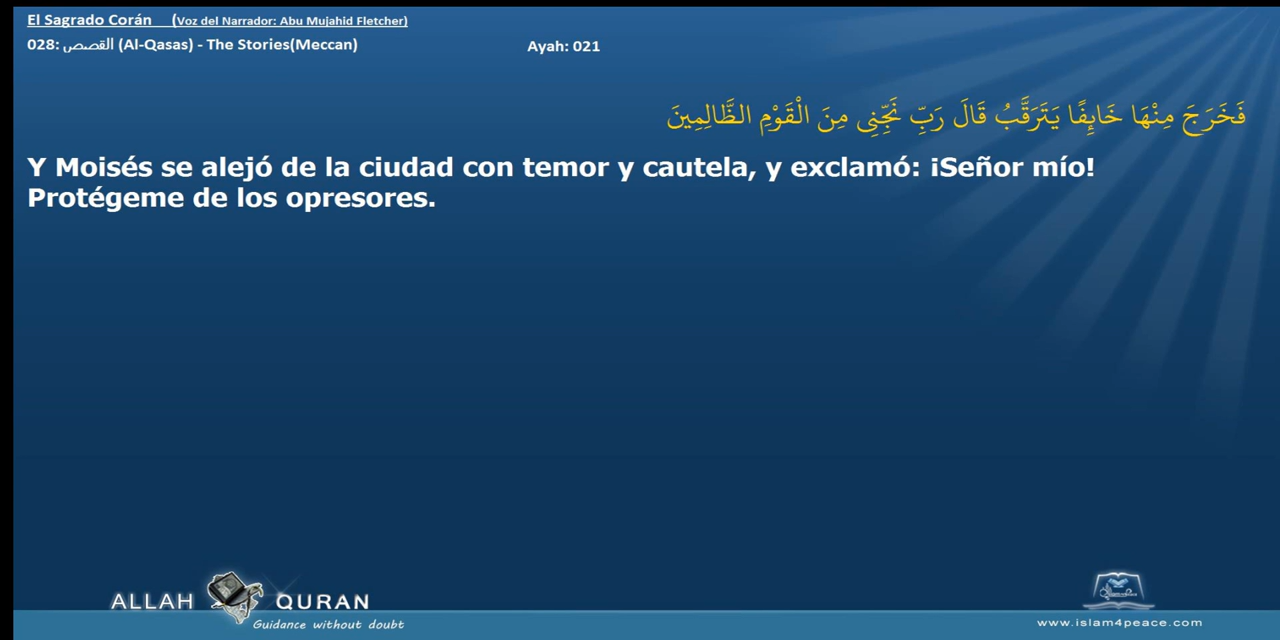 El Sagrado Corán (Voz del Narrador: Abu Mujahid Fletcher)
028: القصص (Al-Qasas) - The Stories(Meccan) Ayah: 021
فَخَرَجَ مِنْهَا خَائِفًا يَتَرَقَّبُ قَالَ رَبِّ نَجِّنِي مِنَ الْقَوْمِ الظَّالِمِينَ
Y Moisés se alejó de la ciudad con temor y cautela, y exclamó: ¡Señor mío!
Protégeme de los opresores.
ALLAH QURAN
Guidance without doubt
www.islam4peace.com